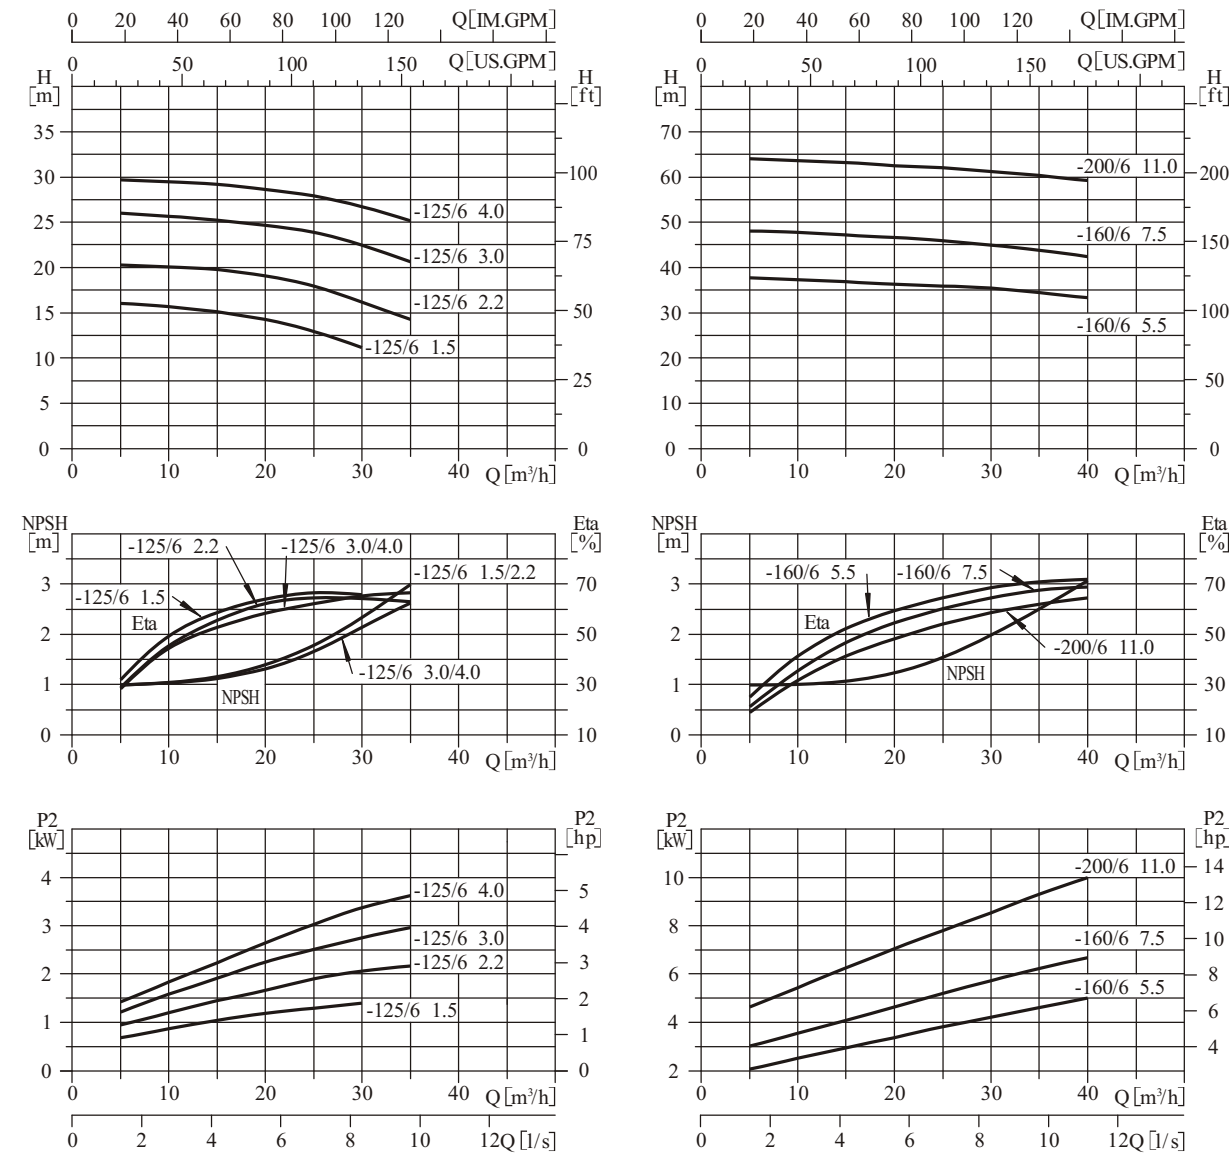 0 20 40 60 80 100 120 Q[IM.GPM]
0 50 100 150 Q[US.GPM]
H
[m]
H
[ft]
35
30
25
20
15
10
5
0
100
75
50
25
0
-125/6 4.0
-125/6 3.0
-125/6 2.2
-125/6 1.5
0 10 20 30 40 Q[m³/h]
0 20 40 60 80 100 120 Q[IM.GPM]
0 50 100 150 Q[US.GPM]
H
[m]
H
[ft]
70
60
50
40
30
20
10
0
200
150
100
50
0
-200/6 11.0
-160/6 7.5
-160/6 5.5
0 10 20 30 40 Q[m³/h]
NPSH
[m]
Eta
[%]
3
2
1
0
70
50
30
10
-125/6 2.2
-125/6 3.0/4.0
-125/6 1.5/2.2
-125/6 1.5
Eta
-125/6 3.0/4.0
NPSH
0 10 20 30 40 Q[m³/h]
NPSH
[m]
Eta
[%]
3
2
1
0
70
50
30
10
-160/6 5.5
-160/6 7.5
Eta
-200/6 11.0
NPSH
0 10 20 30 40 Q[m³/h]
P2
[kW]
P2
[hp]
4
3
2
1
0
5
4
3
2
1
0
-125/6 4.0
-125/6 3.0
-125/6 2.2
-125/6 1.5
0 10 20 30 40 Q[m³/h]
0 2 4 6 8 10 12Q[l/s]
P2
[kW]
P2
[hp]
10
8
6
4
2
14
12
10
8
6
4
-200/6 11.0
-160/6 7.5
-160/6 5.5
0 10 20 30 40 Q[m³/h]
0 2 4 6 8 10 12Q[l/s]